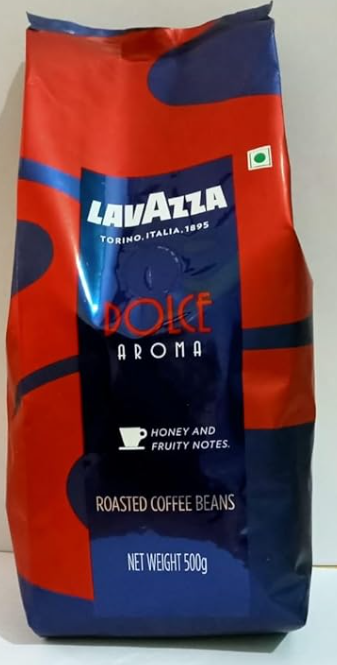 LAVAZZA
TORINO, ITALIA, 1895
DOLCE
AROMA
HONEY AND
FRUITY NOTES.
ROASTED COFFEE BEANS
NET WEIGHT 500g